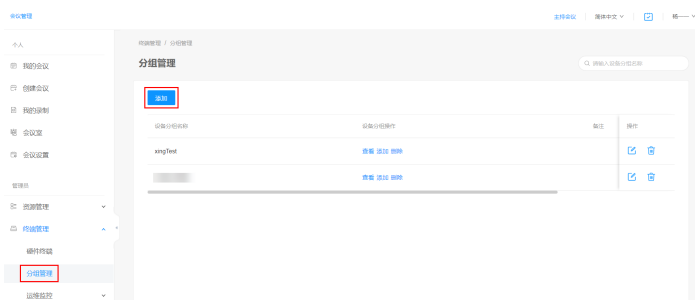 会议管理
主持会议 简体中文 杨一一
个人
我的会议
创建会议
我的录制
会议室
会议设置
管理员
资源管理
终端管理
硬件终端
分组管理
运维监控
终端管理 / 分组管理
分组管理
请输入设备分组名称
添加
设备分组名称 设备分组操作 备注 操作
xingTest 查看 添加 删除
查看 添加 删除